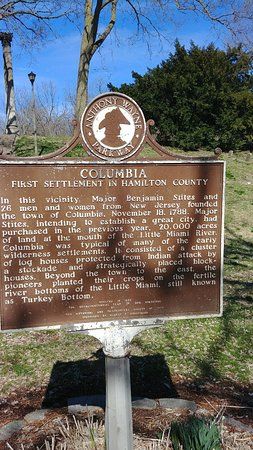 ANTHONY WAYNE
PARKWAY
COLUMBIA
FIRST SETTLEMENT IN HAMILTON COUNTY
In this vicinity, Major Benjamin Stites and
26 men and women from New Jersey founded
the town of Columbia, November 18, 1788. Major
Stites, intending to establish a great city, had
purchased in the previous year, 20,000 acres
of land at the mouth of the Little Miami River.
Columbia was typical of many of the early
wilderness settlements. It consisted of a cluster
of log houses protected from Indian attack by
a stockade and strategically placed block-
houses. Beyond the town to the east, the
pioneers planted their crops on the fertile
river bottoms of the Little Miami, still known
as Turkey Bottom.